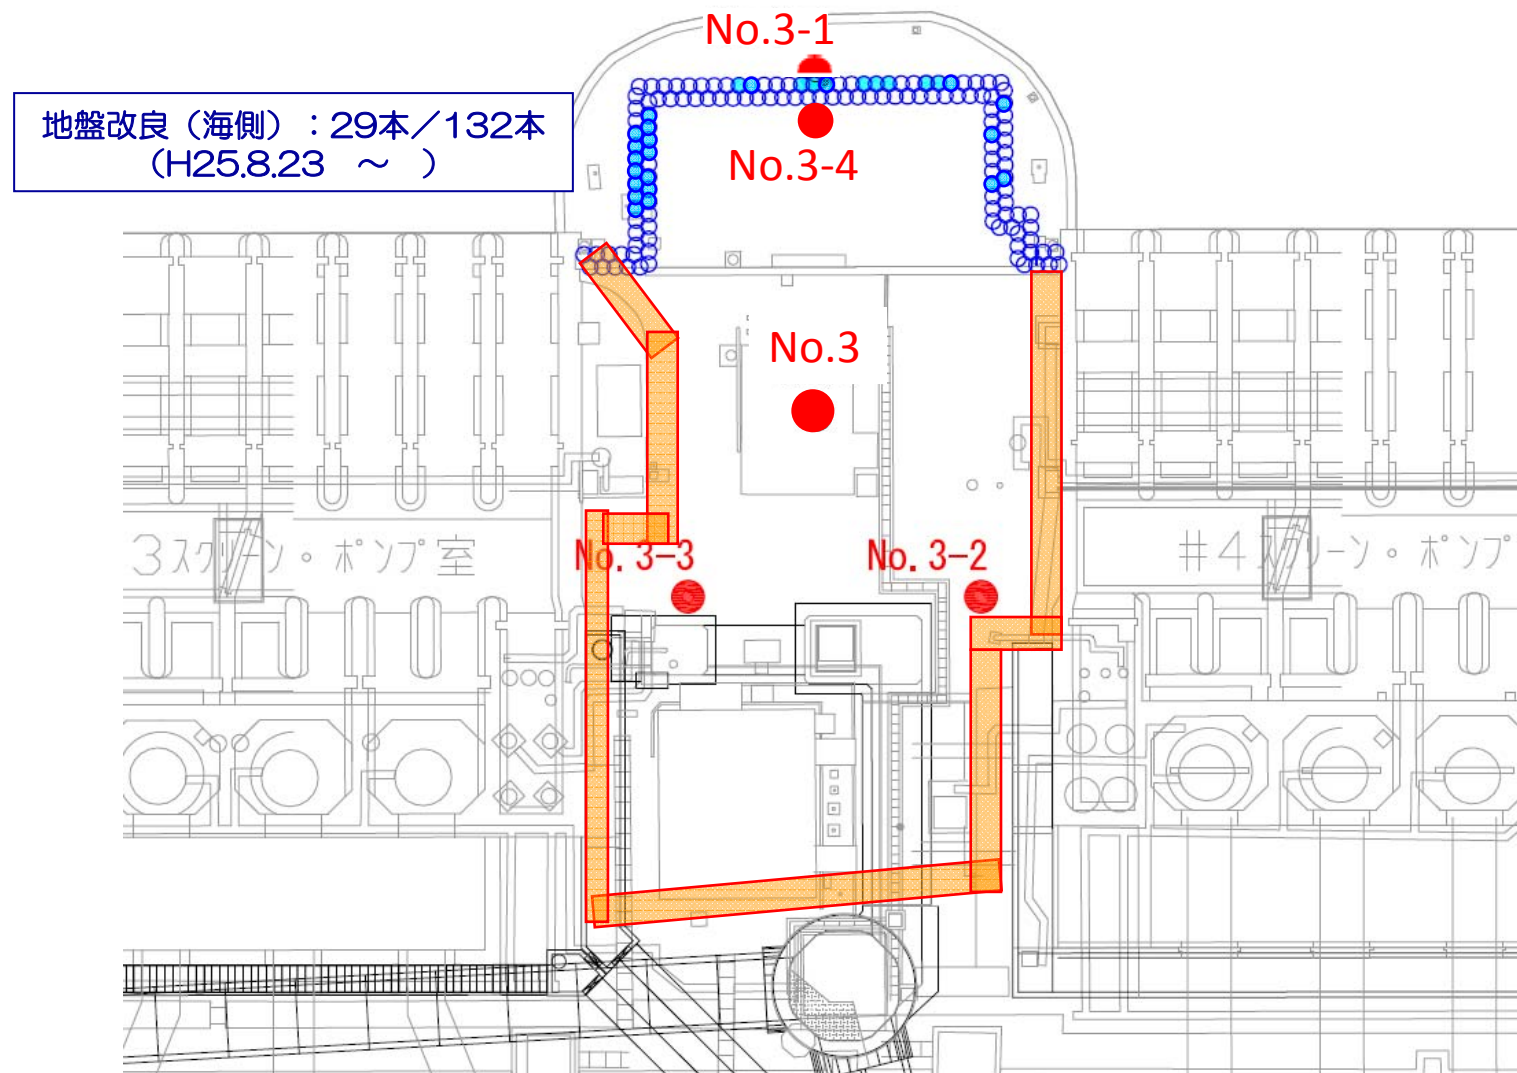 No.3-1
地盤改良（海側）：29本／132本
（H25.8.23　～　）
No.3-4
No.3
3スクリーン・ポンプ室
No.3-3
No.3-2
#4スクリーン・ポンプ